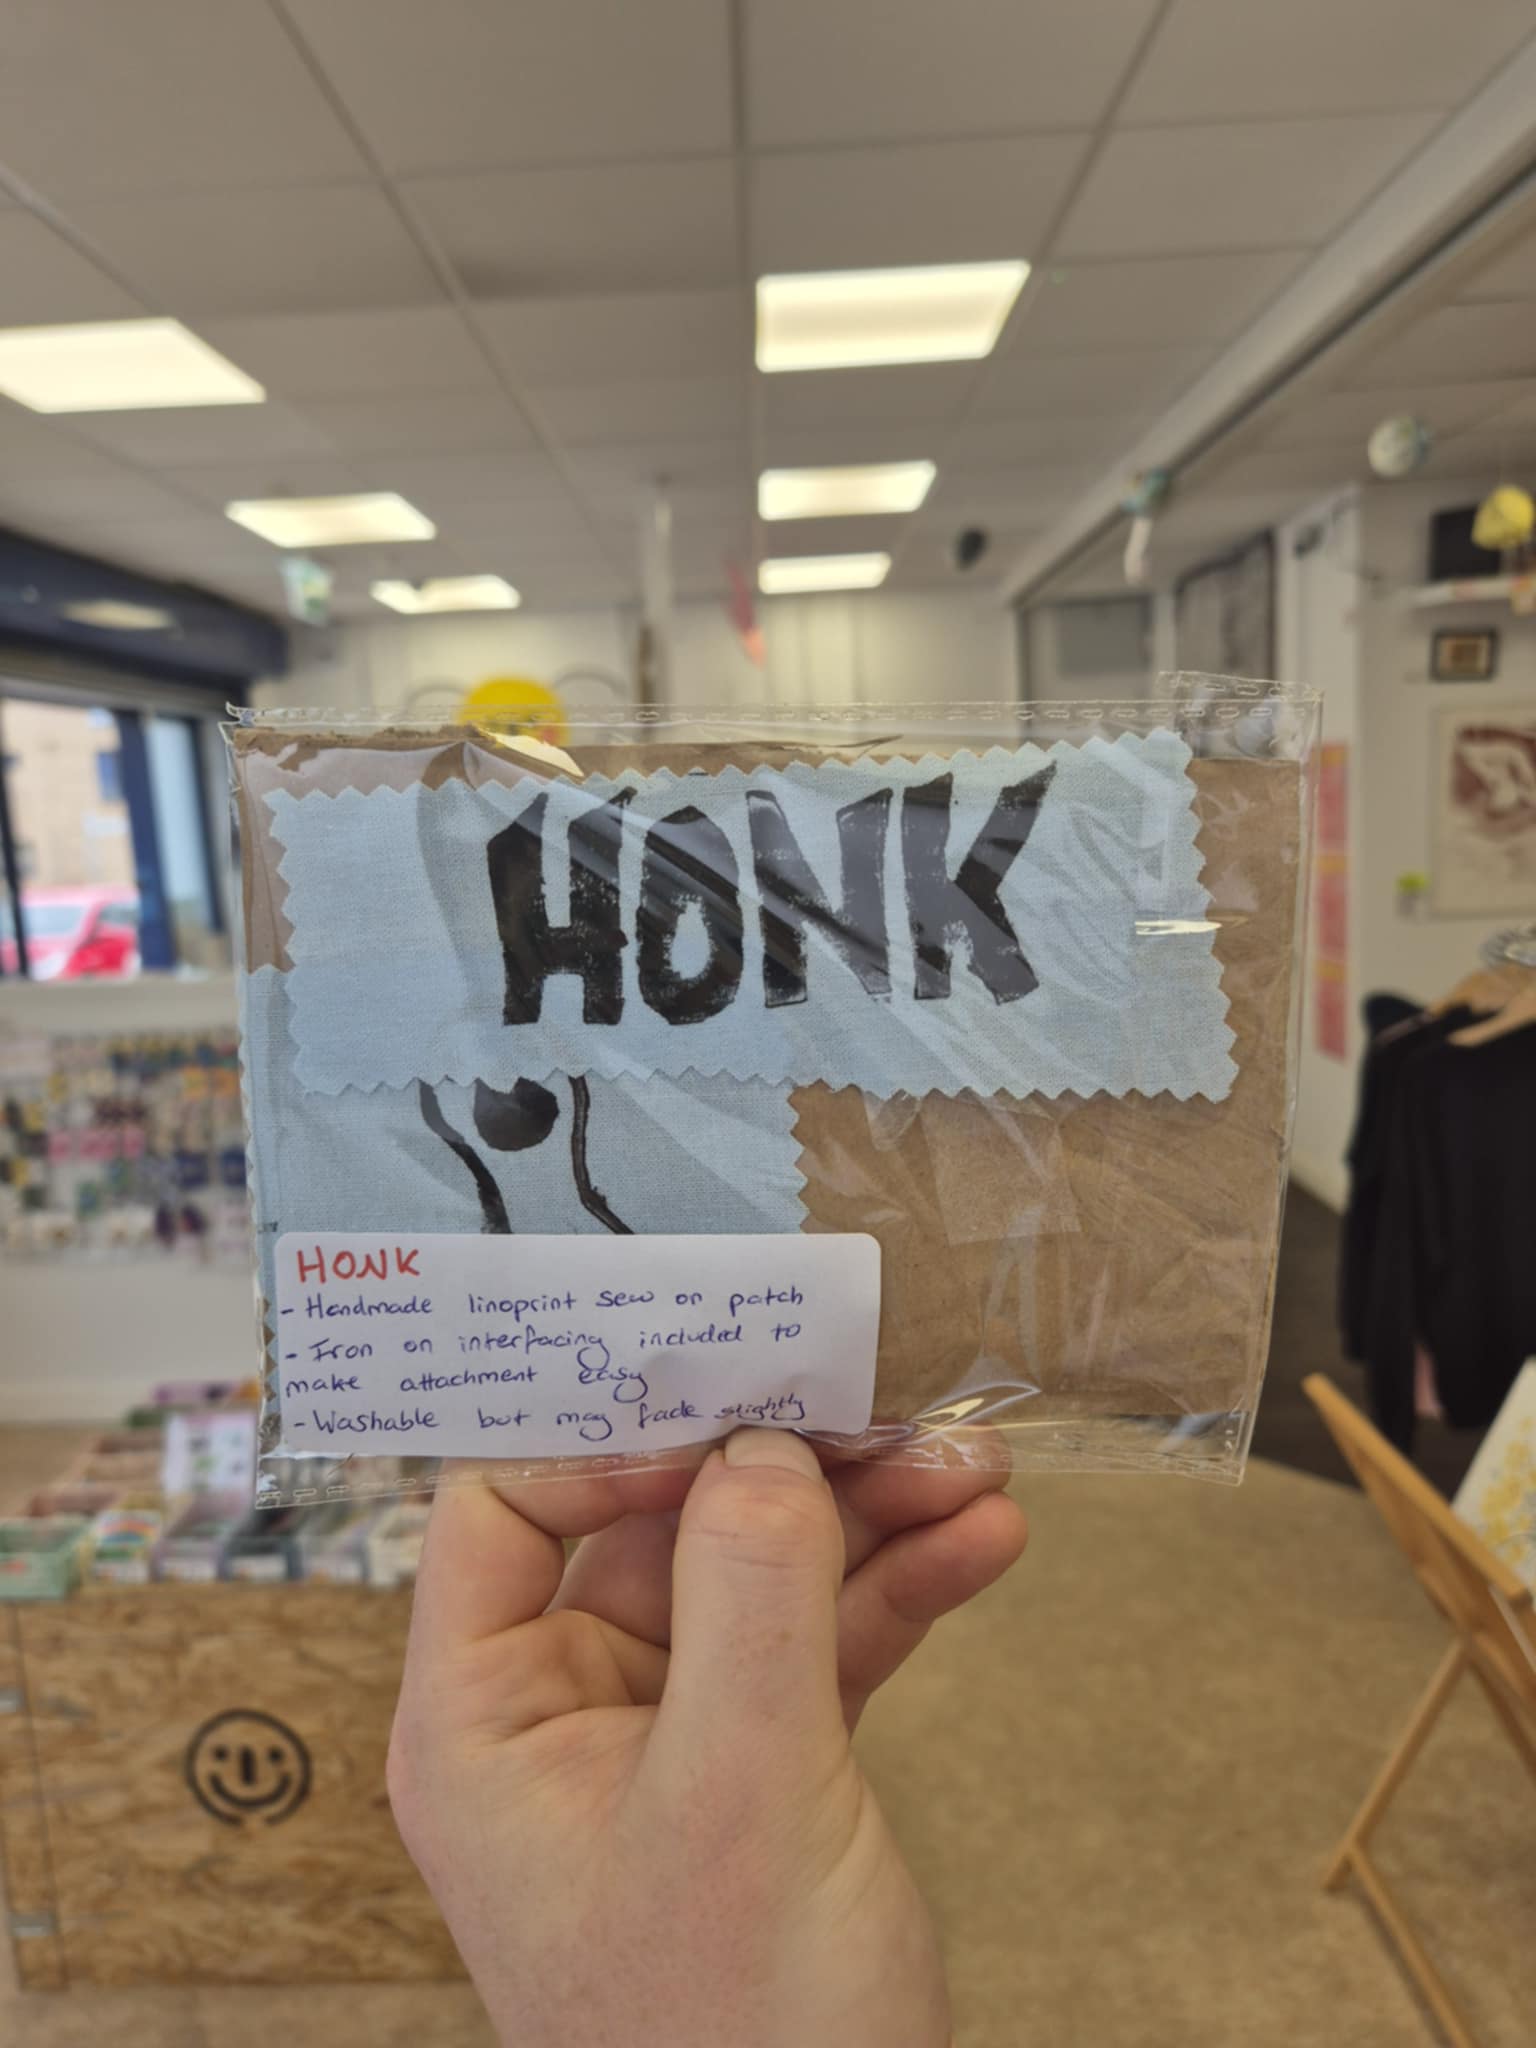 HONK
HONK
- Handmade linoprint sew on patch
- Iron on interfacing included to
make attachment easy
- Washable but may fade slightly